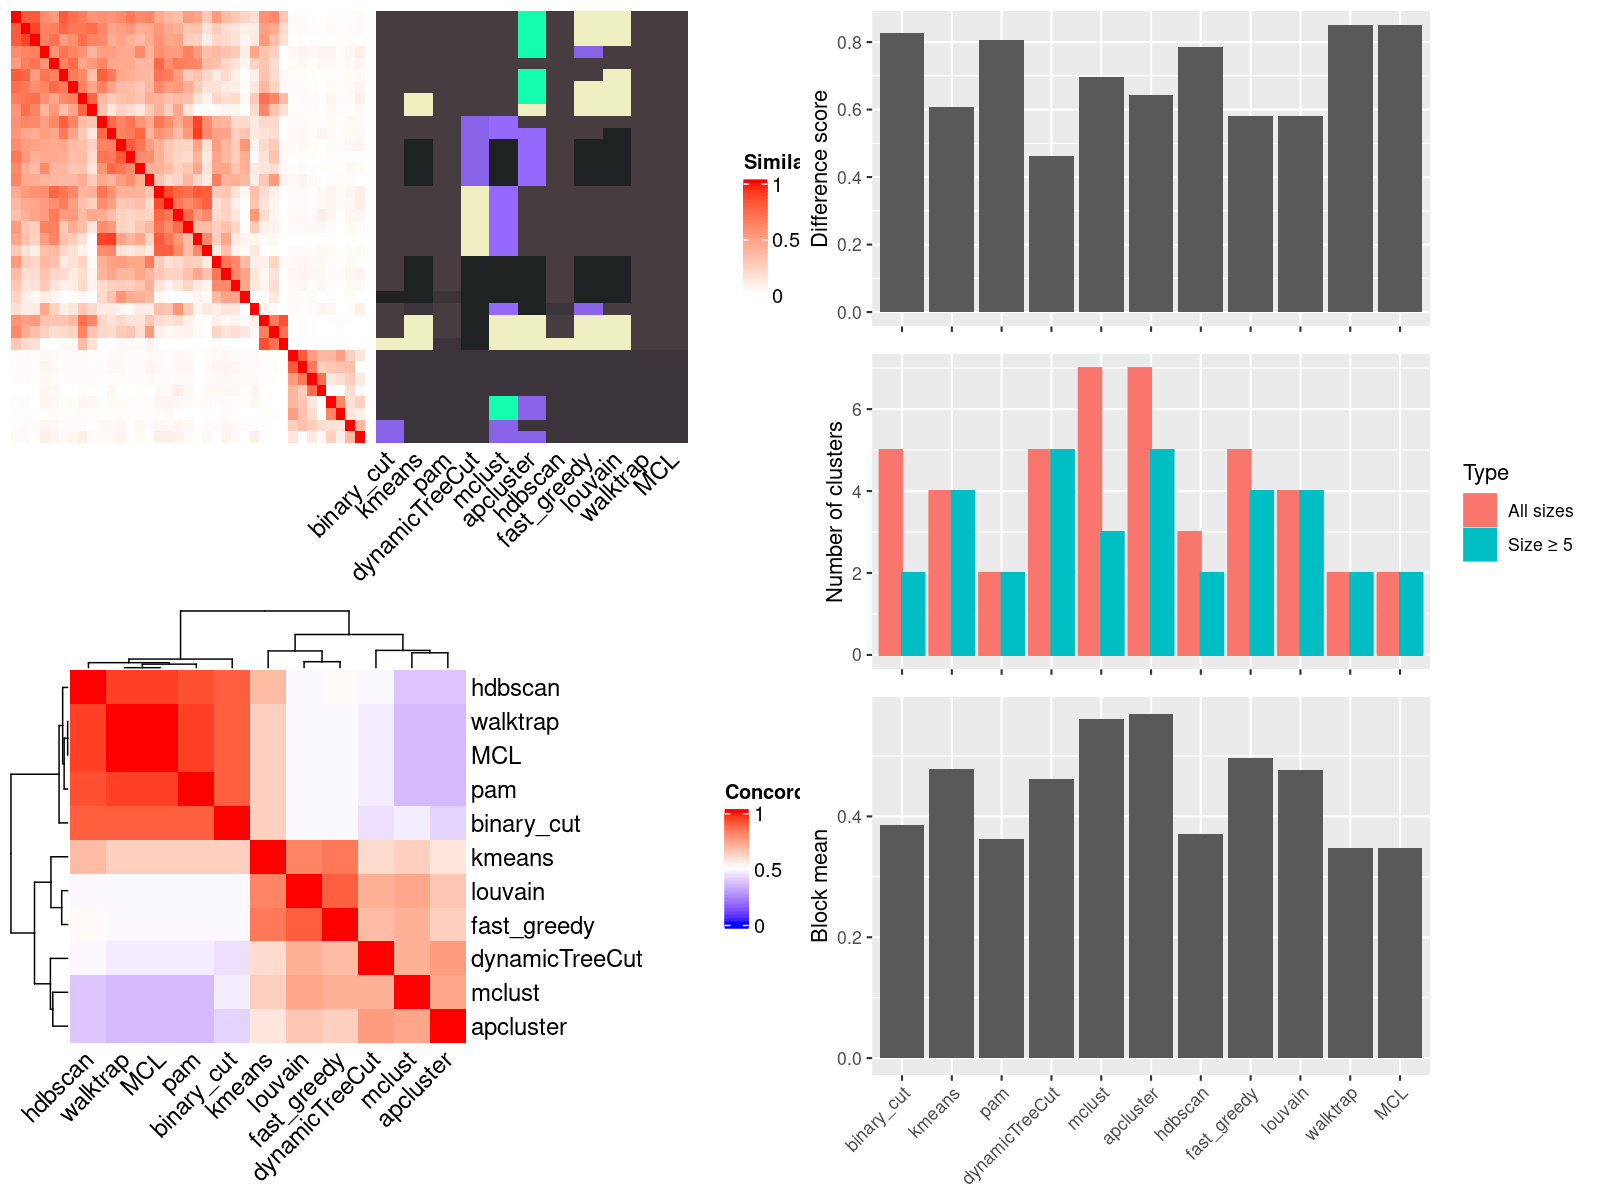 Simila
1
0.5
0
binary_cut
kmeans
pam
dynamicTreeCut
mclust
apcluster
hdbscan
fast_greedy
louvain
walktrap
MCL
hdbscan
walktrap
MCL
pam
binary_cut
kmeans
louvain
fast_greedy
dynamicTreeCut
mclust
apcluster
hdbscan
walktrap
MCL
pam
binary_cut
kmeans
louvain
fast_greedy
dynamicTreeCut
mclust
apcluster
Concord
1
0.5
0
Difference score
0.8
0.6
0.4
0.2
0.0
Number of clusters
6
4
2
0
Type
All sizes
Size ≥ 5
Block mean
0.4
0.2
0.0
binary_cut
kmeans
pam
dynamicTreeCut
mclust
apcluster
hdbscan
fast_greedy
louvain
walktrap
MCL